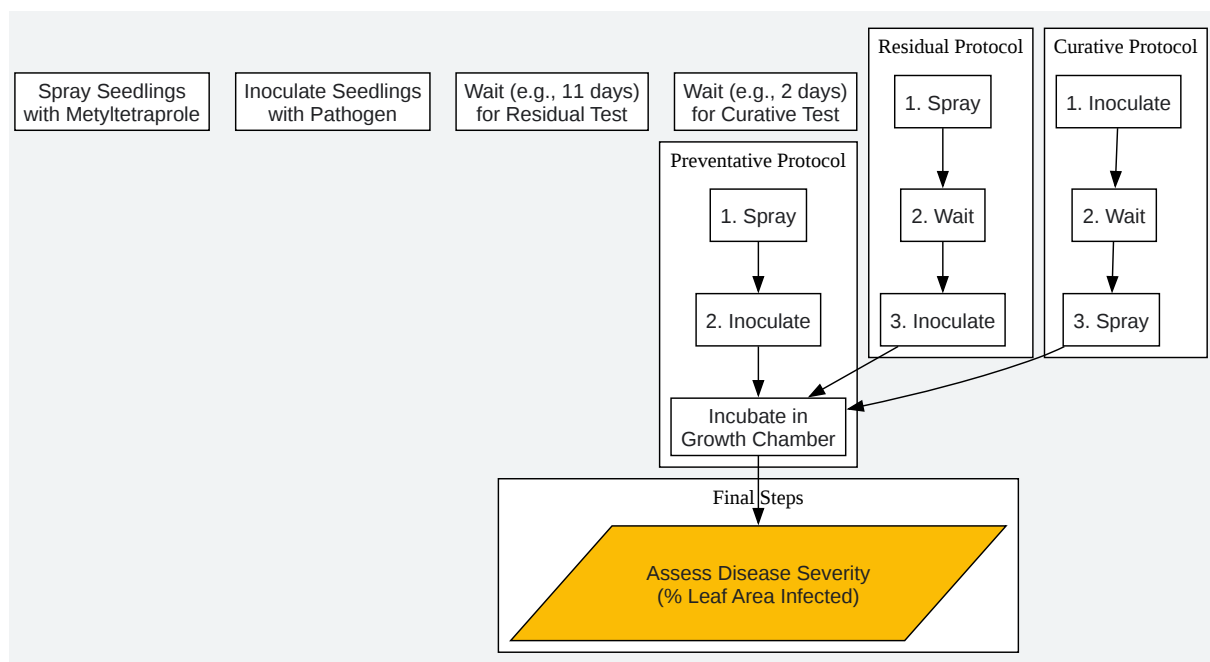 Residual Protocol
Curative Protocol
Spray Seedlings
with Metyltetraprole
Inoculate Seedlings
with Pathogen
Wait (e.g., 11 days)
for Residual Test
Wait (e.g., 2 days)
for Curative Test
1. Spray
1. Inoculate
Preventative Protocol
1. Spray
2. Wait
2. Wait
2. Inoculate
3. Inoculate
3. Spray
Incubate in
Growth Chamber
Final Steps
Assess Disease Severity
(% Leaf Area Infected)